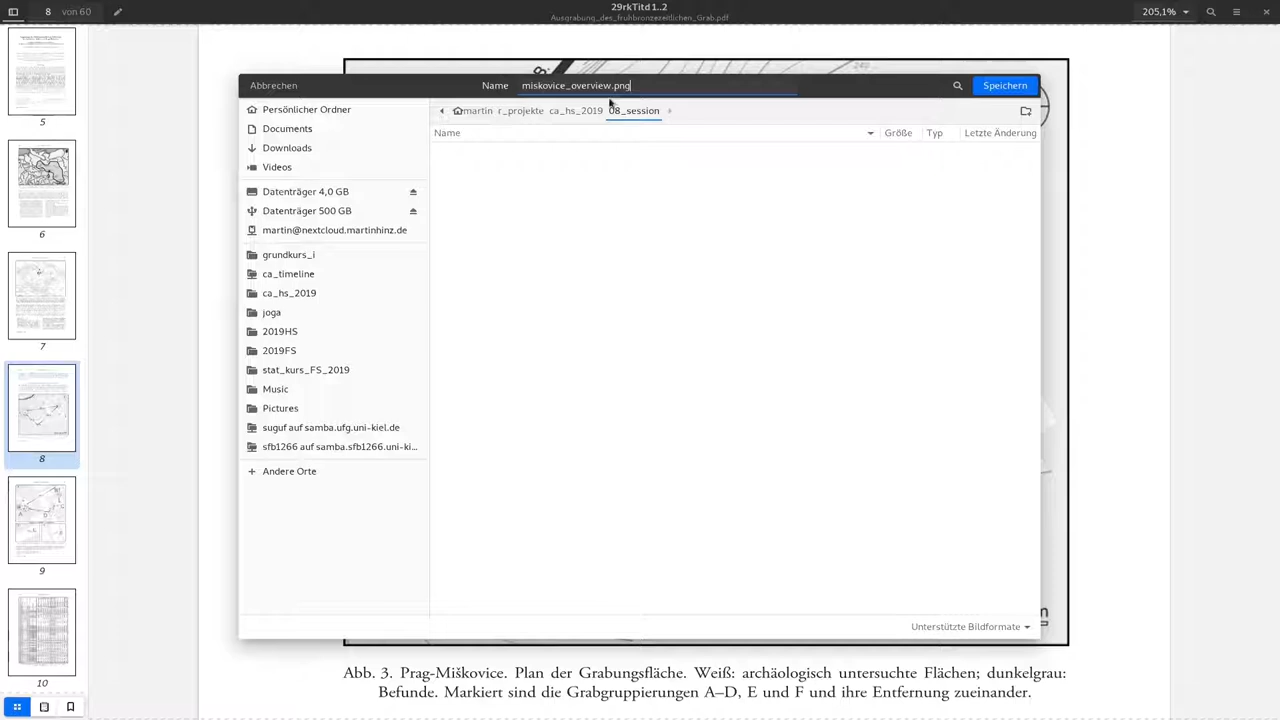 8 von 60
29rkTitd 1..2
Ausgrabung_des_fruhbronzezeitlichen_Grab.pdf
205,1%
Abbrechen
Name
miskovice_overview.png
Speichern
martin r_projekte ca_hs_2019 08_session
Name
Größe
Typ
Letzte Änderung
Persönlicher Ordner
Documents
Downloads
Videos
Datenträger 4,0 GB
Datenträger 500 GB
martin@nextcloud.martinhinz.de
grundkurs_i
ca_timeline
ca_hs_2019
joga
2019HS
2019FS
stat_kurs_FS_2019
Music
Pictures
suguf auf samba.ufg.uni-kiel.de
sfb1266 auf samba.sfb1266.uni-ki...
Andere Orte
Unterstützte Bildformate
5
6
7
8
9
10
Abb. 3. Prag-Miškovice. Plan der Grabungsfläche. Weiß: archäologisch untersuchte Flächen; dunkelgrau:
Befunde. Markiert sind die Grabgruppierungen A–D, E und F und ihre Entfernung zueinander.